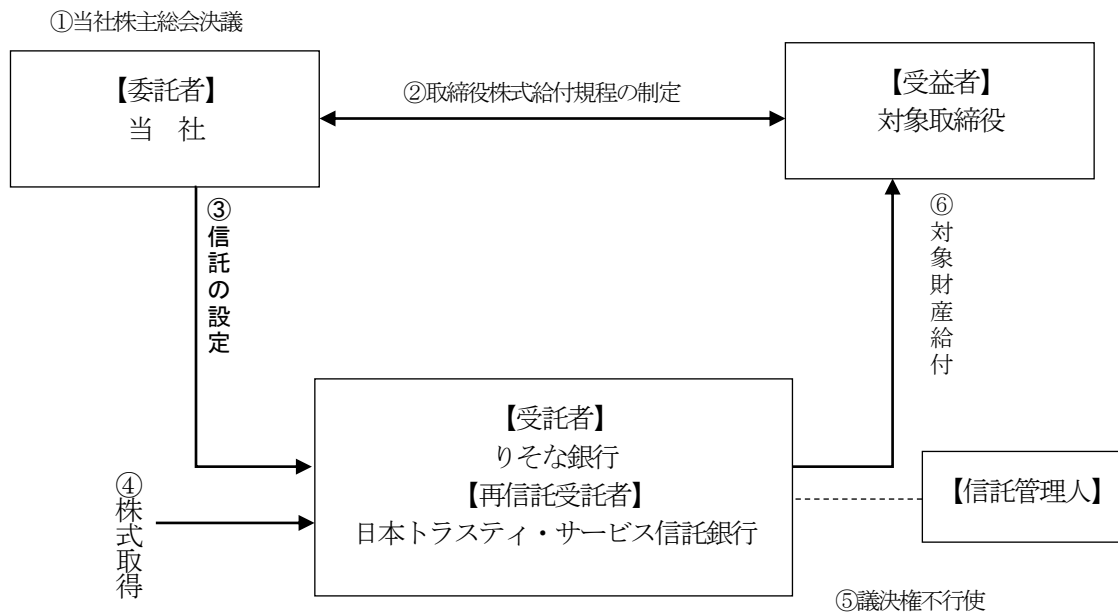 ①当社株主総会決議
【委託者】
当　社
②取締役株式給付規程の制定
【受益者】
対象取締役
③信託の設定
⑥対象財産給付
④株式取得
【受託者】
りそな銀行
【再信託受託者】
日本トラスティ・サービス信託銀行
【信託管理人】
⑤議決権不行使